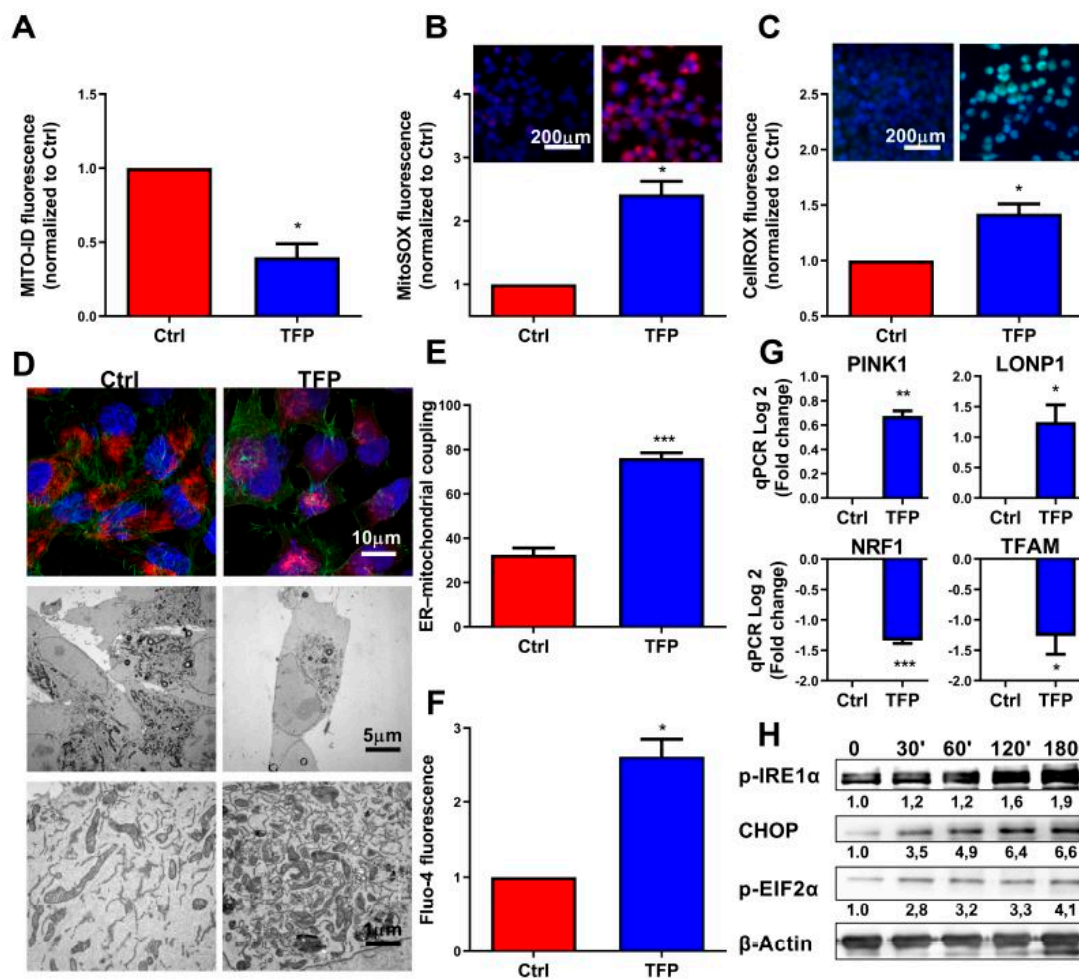 A
MITO-ID fluorescence
(normalized to Ctrl)
1.5
1.0
0.5
0.0
*
Ctrl
TFP
B
MitoSOX fluorescence
(normalized to Ctrl)
4
3
2
1
200μm
*
Ctrl
TFP
C
CellROX fluorescence
(normalized to Ctrl)
2.5
2.0
1.5
1.0
0.5
200μm
*
Ctrl
TFP
D
Ctrl
TFP
10μm
5μm
1μm
E
ER–mitochondrial coupling
100
80
60
40
20
0
***
Ctrl
TFP
F
Fluo-4 fluorescence
3
2
1
0
*
Ctrl
TFP
G
PINK1
qPCR Log 2
(Fold change)
1.0
0.8
0.6
0.4
0.2
0.0
**
Ctrl TFP
LONP1
2.0
1.5
1.0
0.5
0.0
*
Ctrl TFP
NRF1
qPCR Log 2
(Fold change)
0.0
-0.5
-1.0
-1.5
-2.0
***
Ctrl TFP
TFAM
0.0
-0.5
-1.0
-1.5
-2.0
*
Ctrl TFP
H
0 30' 60' 120' 180
p-IRE1α
1.0 1,2 1,2 1,6 1,9
CHOP
1.0 3,5 4,9 6,4 6,6
p-EIF2α
1.0 2,8 3,2 3,3 4,1
β-Actin